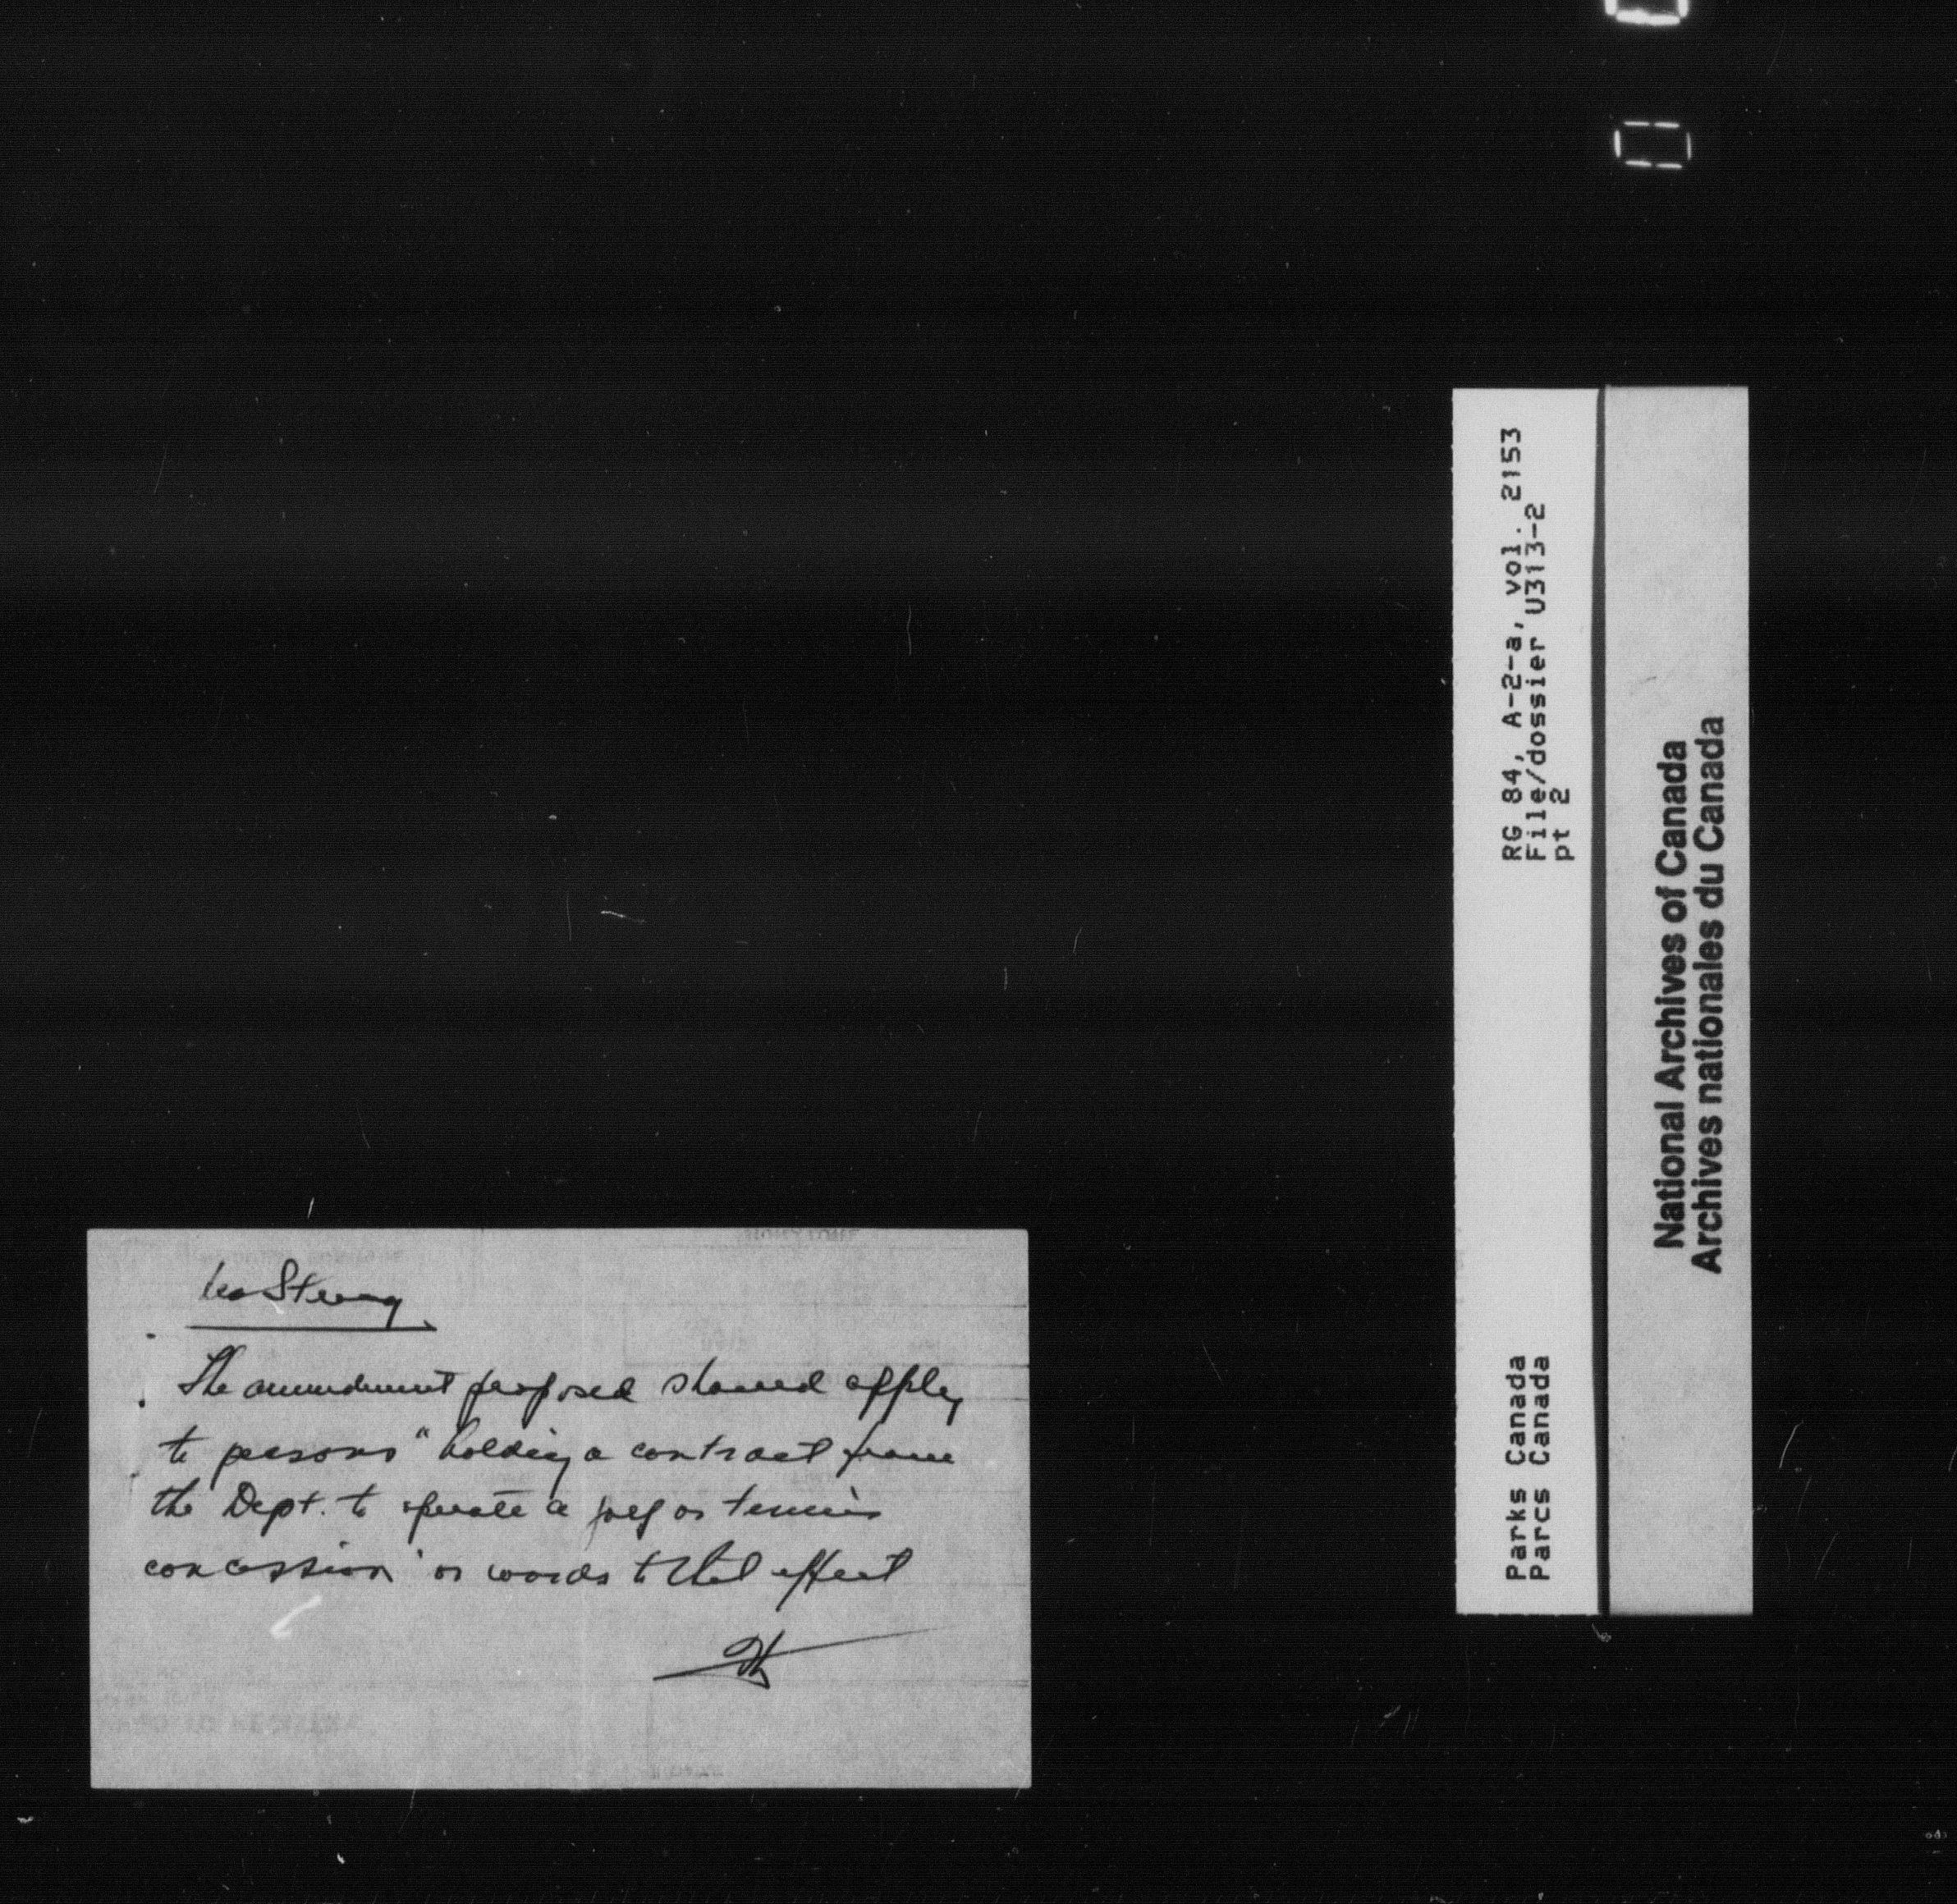 The amendment proposed should apply
to persons "holding a contract from
the Dept. to operate a golf or tennis
concession" or words to that effect
RG 84, A-2-a, vol. 2153
File/dossier U313-2
pt 2
Parks Canada
Parcs Canada
National Archives of Canada
Archives nationales du Canada